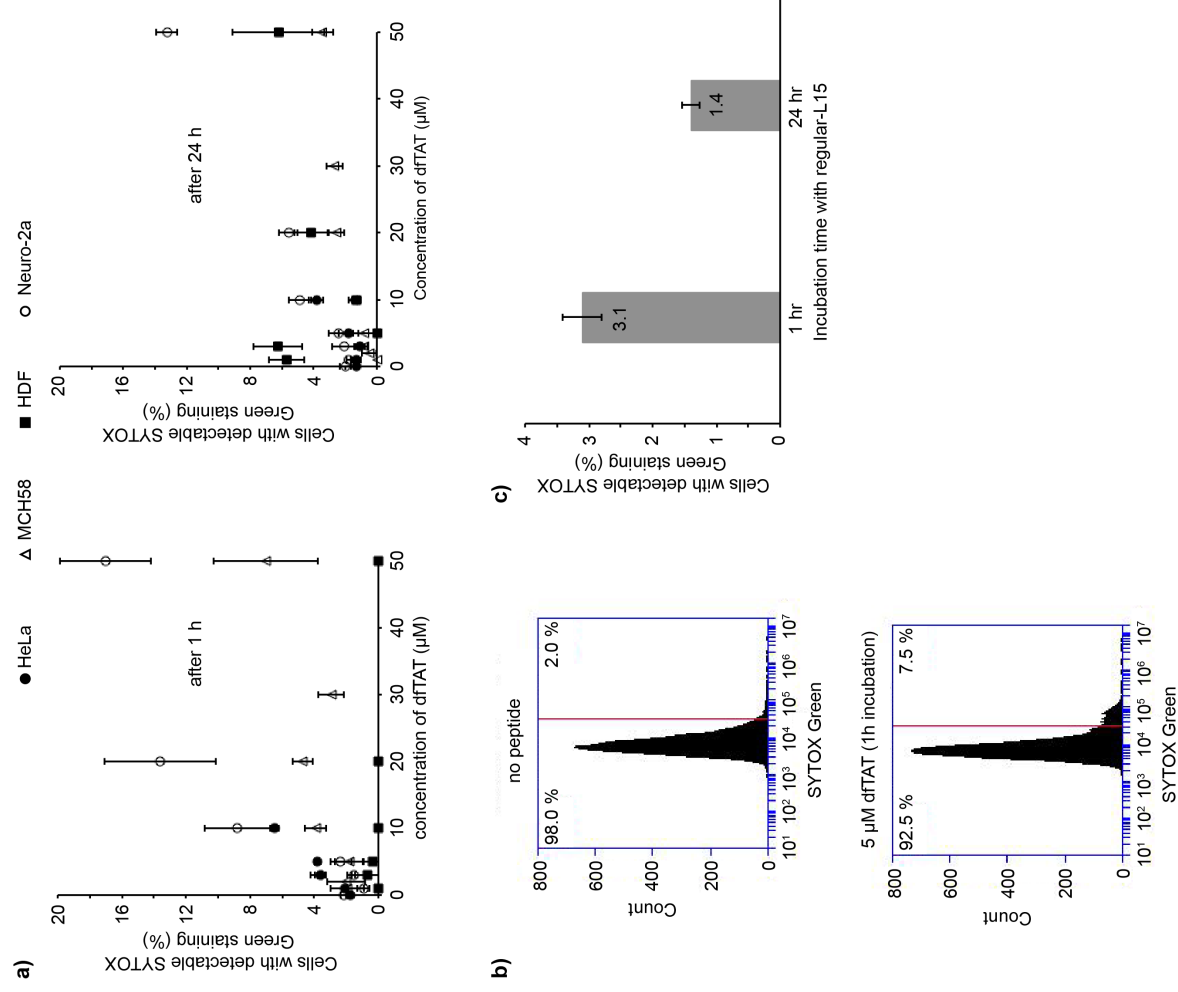 a)
● HeLa △ MCH58 ■ HDF ○ Neuro-2a
Cells with detectable SYTOX
Green staining (%)
20
16
12
8
4
0
after 1 h
0 10 20 30 40 50
concentration of dfTAT (µM)
Cells with detectable SYTOX
Green staining (%)
20
16
12
8
4
0
after 24 h
0 10 20 30 40 50
Concentration of dfTAT (µM)
b)
no peptide
Count
800
600
400
200
0
98.0 % 2.0 %
10¹ 10² 10³ 10⁴ 10⁵ 10⁶ 10⁷
SYTOX Green
5 µM dfTAT (1h incubation)
Count
800
600
400
200
0
92.5 % 7.5 %
10¹ 10² 10³ 10⁴ 10⁵ 10⁶ 10⁷
SYTOX Green
c)
Cells with detectable SYTOX
Green staining (%)
4
3
2
1
0
3.1
1.4
1 hr 24 hr
Incubation time with regular-L15